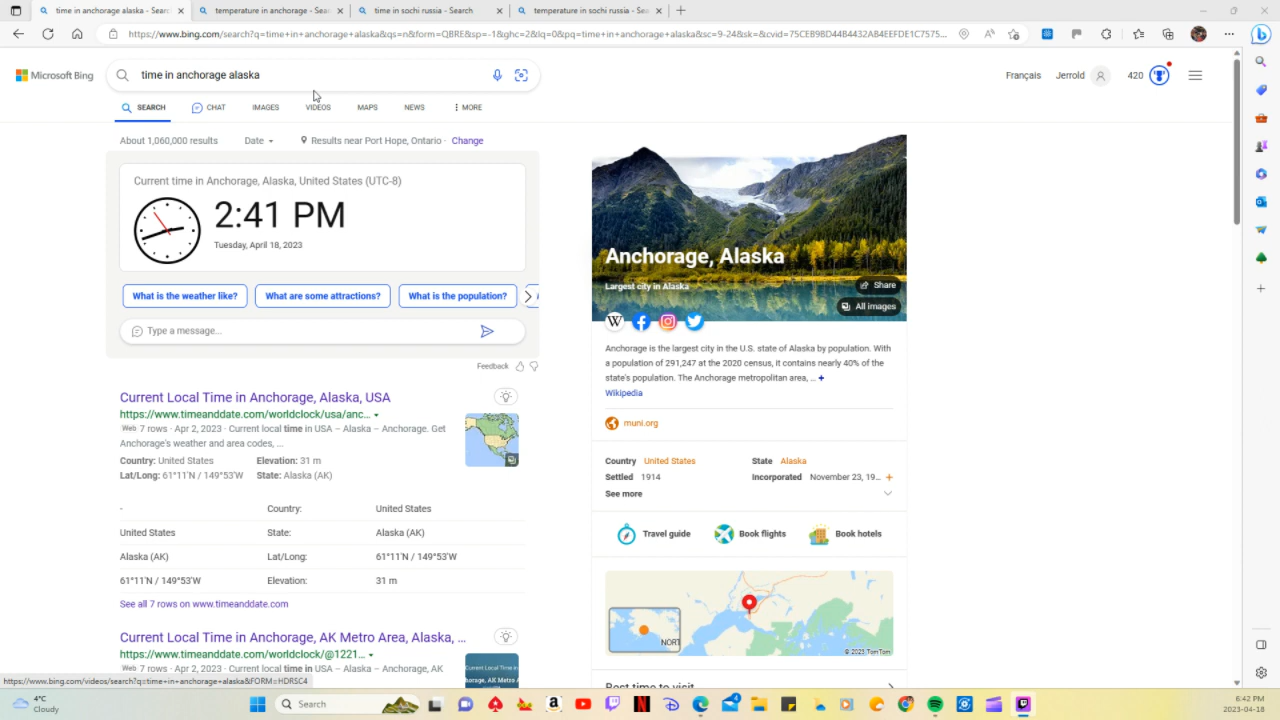 time in anchorage alaska - Search
temperature in anchorage - Sear
time in sochi russia - Search
temperature in sochi russia - Sea
https://www.bing.com/search?q=time+in+anchorage+alaska&qs=n&form=QBRE&sp=-1&ghc=2&lq=0&pq=time+in+anchorage+alaska&sc=9-24&sk=&cvid=75CEB9BD44B4432AB4EEFDE1C7575...
Microsoft Bing
time in anchorage alaska
Français
Jerrold
420
SEARCH
CHAT
IMAGES
VIDEOS
MAPS
NEWS
MORE
About 1,060,000 results
Date
Results near Port Hope, Ontario ·
Change
Current time in Anchorage, Alaska, United States (UTC-8)
2:41 PM
Tuesday, April 18, 2023
What is the weather like?
What are some attractions?
What is the population?
Type a message...
Feedback
Current Local Time in Anchorage, Alaska, USA
https://www.timeanddate.com/worldclock/usa/anc...
Web 7 rows · Apr 2, 2023 · Current local time in USA – Alaska – Anchorage. Get
Anchorage's weather and area codes, ...
Country: United States Elevation: 31 m
Lat/Long: 61°11'N / 149°53'W State: Alaska (AK)
- Country: United States
United States State: Alaska (AK)
Alaska (AK) Lat/Long: 61°11'N / 149°53'W
61°11'N / 149°53'W Elevation: 31 m
See all 7 rows on www.timeanddate.com
Current Local Time in Anchorage, AK Metro Area, Alaska, ...
https://www.timeanddate.com/worldclock/@1221...
Web 7 rows · Apr 2, 2023 · Current local time in USA – Alaska – Anchorage, AK
Current Local Time in
horage, AK Metro A
https://www.bing.com/videos/search?q=time+in+anchorage+alaska&FORM=HDRSC4
Anchorage, Alaska
Largest city in Alaska
Share
All images
W
Anchorage is the largest city in the U.S. state of Alaska by population. With
a population of 291,247 at the 2020 census, it contains nearly 40% of the
state's population. The Anchorage metropolitan area, ... +
Wikipedia
muni.org
Country United States
State Alaska
Settled 1914
Incorporated November 23, 19... +
See more
Travel guide
Book flights
Book hotels
NORT
© 2023 TomTom
Best time to visit
4°C
Cloudy
Search
6:42 PM
2023-04-18